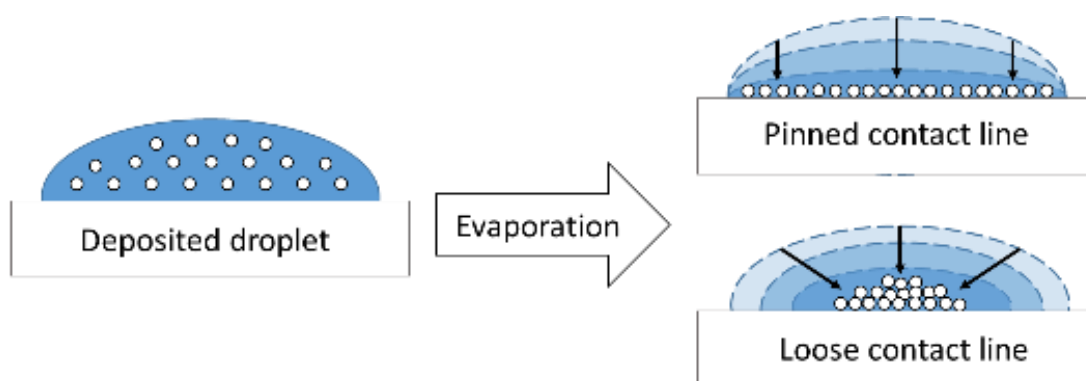 Deposited droplet
Evaporation
Pinned contact line
Loose contact line